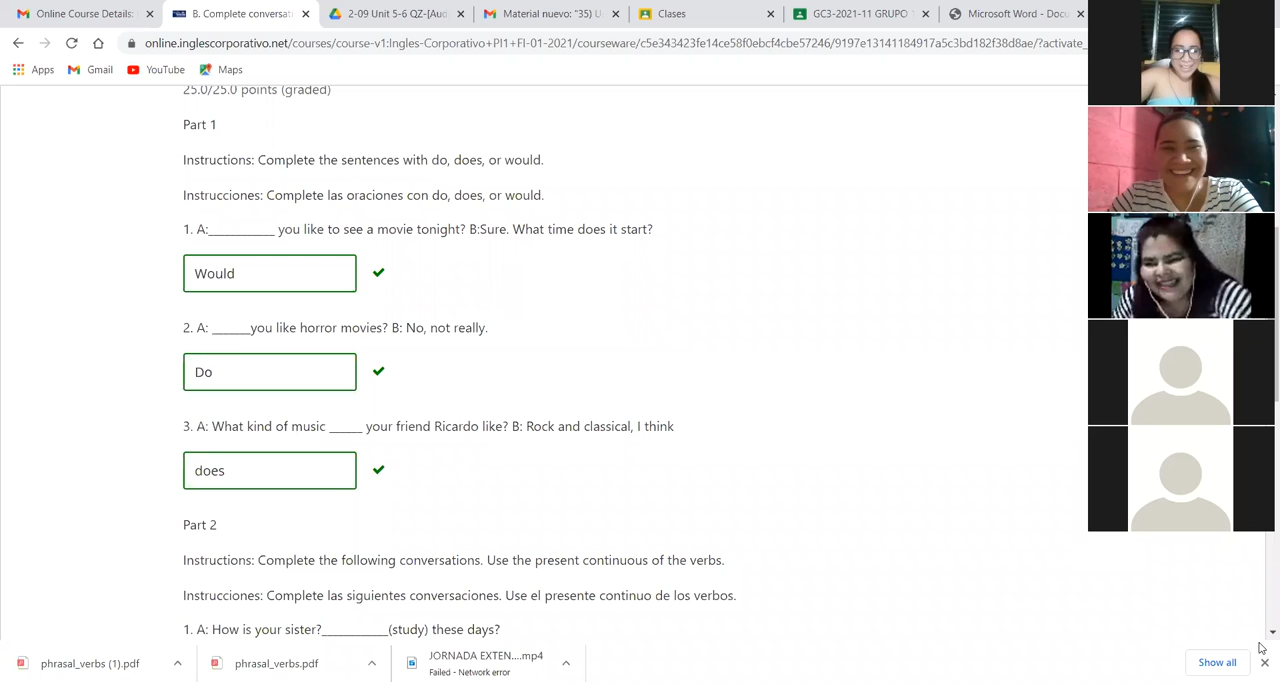 Online Course Details:
B. Complete conversati
2-09 Unit 5-6 QZ-[Aud
Material nuevo: "35) U
Clases
GC3-2021-11 GRUPO
Microsoft Word - Docu
online.inglescorporativo.net/courses/course-v1:Ingles-Corporativo+PI1+FI-01-2021/courseware/c5e343423fe14ce58f0ebcf4cbe57246/9197e13141184917a5c3bd182f38d8ae/?activate_
Apps
Gmail
YouTube
Maps
25.0/25.0 points (graded)
Part 1
Instructions: Complete the sentences with do, does, or would.
Instrucciones: Complete las oraciones con do, does, or would.
1. A:___________ you like to see a movie tonight? B:Sure. What time does it start?
Would
2. A: ______you like horror movies? B: No, not really.
Do
3. A: What kind of music _____ your friend Ricardo like? B: Rock and classical, I think
does
Part 2
Instructions: Complete the following conversations. Use the present continuous of the verbs.
Instrucciones: Complete las siguientes conversaciones. Use el presente continuo de los verbos.
1. A: How is your sister?___________(study) these days?
phrasal_verbs (1).pdf
phrasal_verbs.pdf
JORNADA EXTEN....mp4
Failed - Network error
Show all